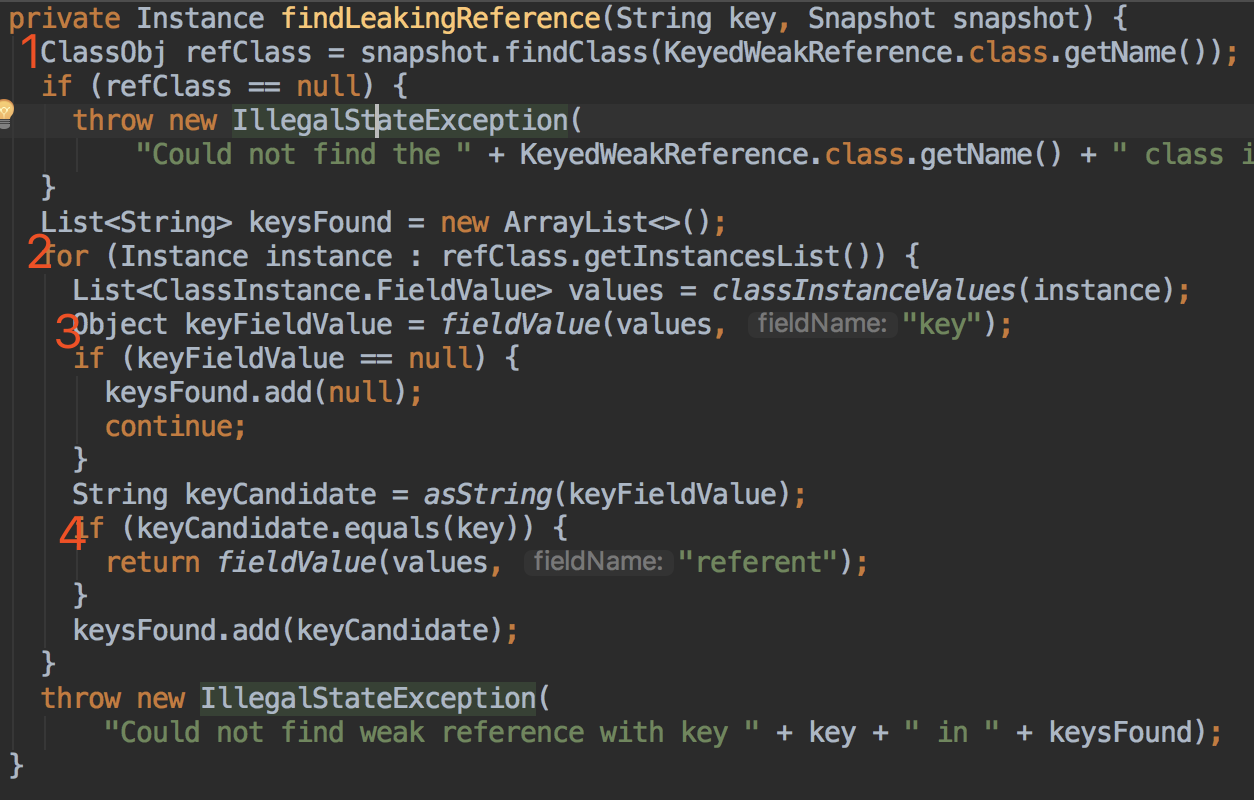 private Instance findLeakingReference(String key, Snapshot snapshot) {
1 ClassObj refClass = snapshot.findClass(KeyedWeakReference.class.getName());
if (refClass == null) {
throw new IllegalStateException(
"Could not find the " + KeyedWeakReference.class.getName() + " class i
}
List<String> keysFound = new ArrayList<>();
2 for (Instance instance : refClass.getInstancesList()) {
List<ClassInstance.FieldValue> values = classInstanceValues(instance);
3 Object keyFieldValue = fieldValue(values, fieldName: "key");
if (keyFieldValue == null) {
keysFound.add(null);
continue;
}
String keyCandidate = asString(keyFieldValue);
4 if (keyCandidate.equals(key)) {
return fieldValue(values, fieldName: "referent");
}
keysFound.add(keyCandidate);
}
throw new IllegalStateException(
"Could not find weak reference with key " + key + " in " + keysFound);
}